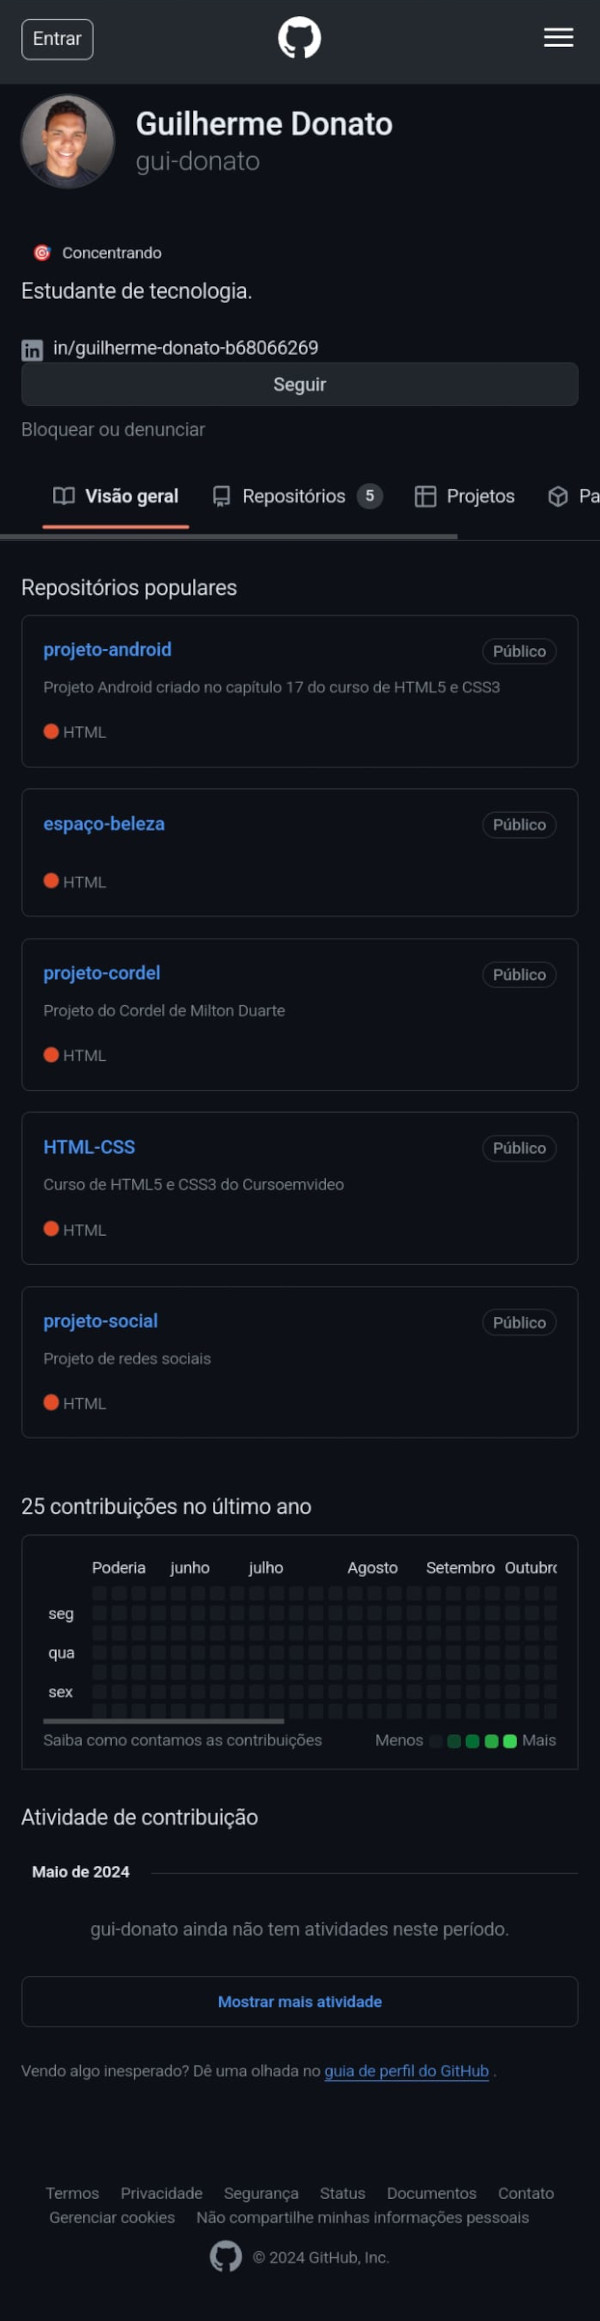 Entrar
Guilherme Donato
gui-donato
Concentrando
Estudante de tecnologia.
in/guilherme-donato-b68066269
Seguir
Bloquear ou denunciar
Visão geral Repositórios 5 Projetos Pa
Repositórios populares
projeto-android Público
Projeto Android criado no capítulo 17 do curso de HTML5 e CSS3
HTML
espaço-beleza Público
HTML
projeto-cordel Público
Projeto do Cordel de Milton Duarte
HTML
HTML-CSS Público
Curso de HTML5 e CSS3 do Cursoemvideo
HTML
projeto-social Público
Projeto de redes sociais
HTML
25 contribuições no último ano
Poderia junho julho Agosto Setembro Outubro
seg
qua
sex
Saiba como contamos as contribuições Menos Mais
Atividade de contribuição
Maio de 2024
gui-donato ainda não tem atividades neste período.
Mostrar mais atividade
Vendo algo inesperado? Dê uma olhada no guia de perfil do GitHub .
Termos Privacidade Segurança Status Documentos Contato
Gerenciar cookies Não compartilhe minhas informações pessoais
© 2024 GitHub, Inc.